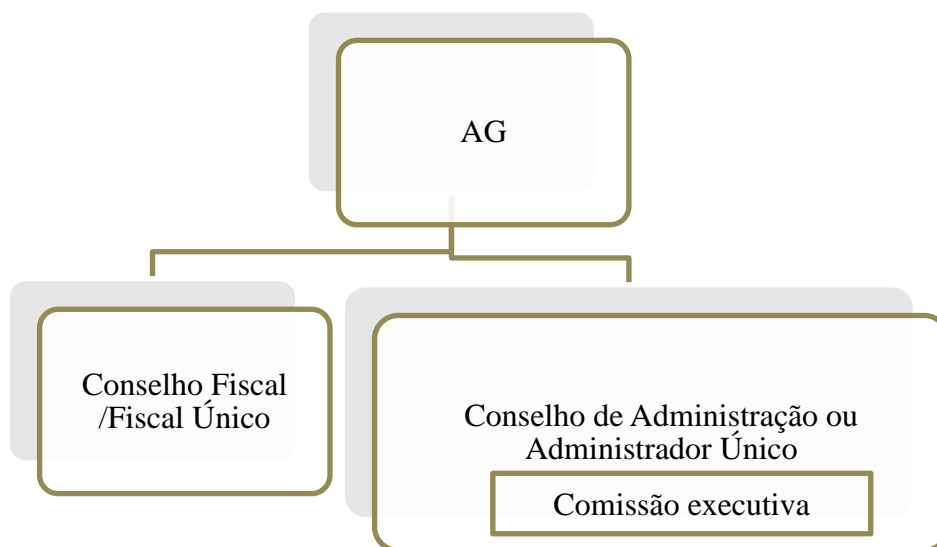 AG
Conselho Fiscal
/Fiscal Único
Conselho de Administração ou
Administrador Único
Comissão executiva